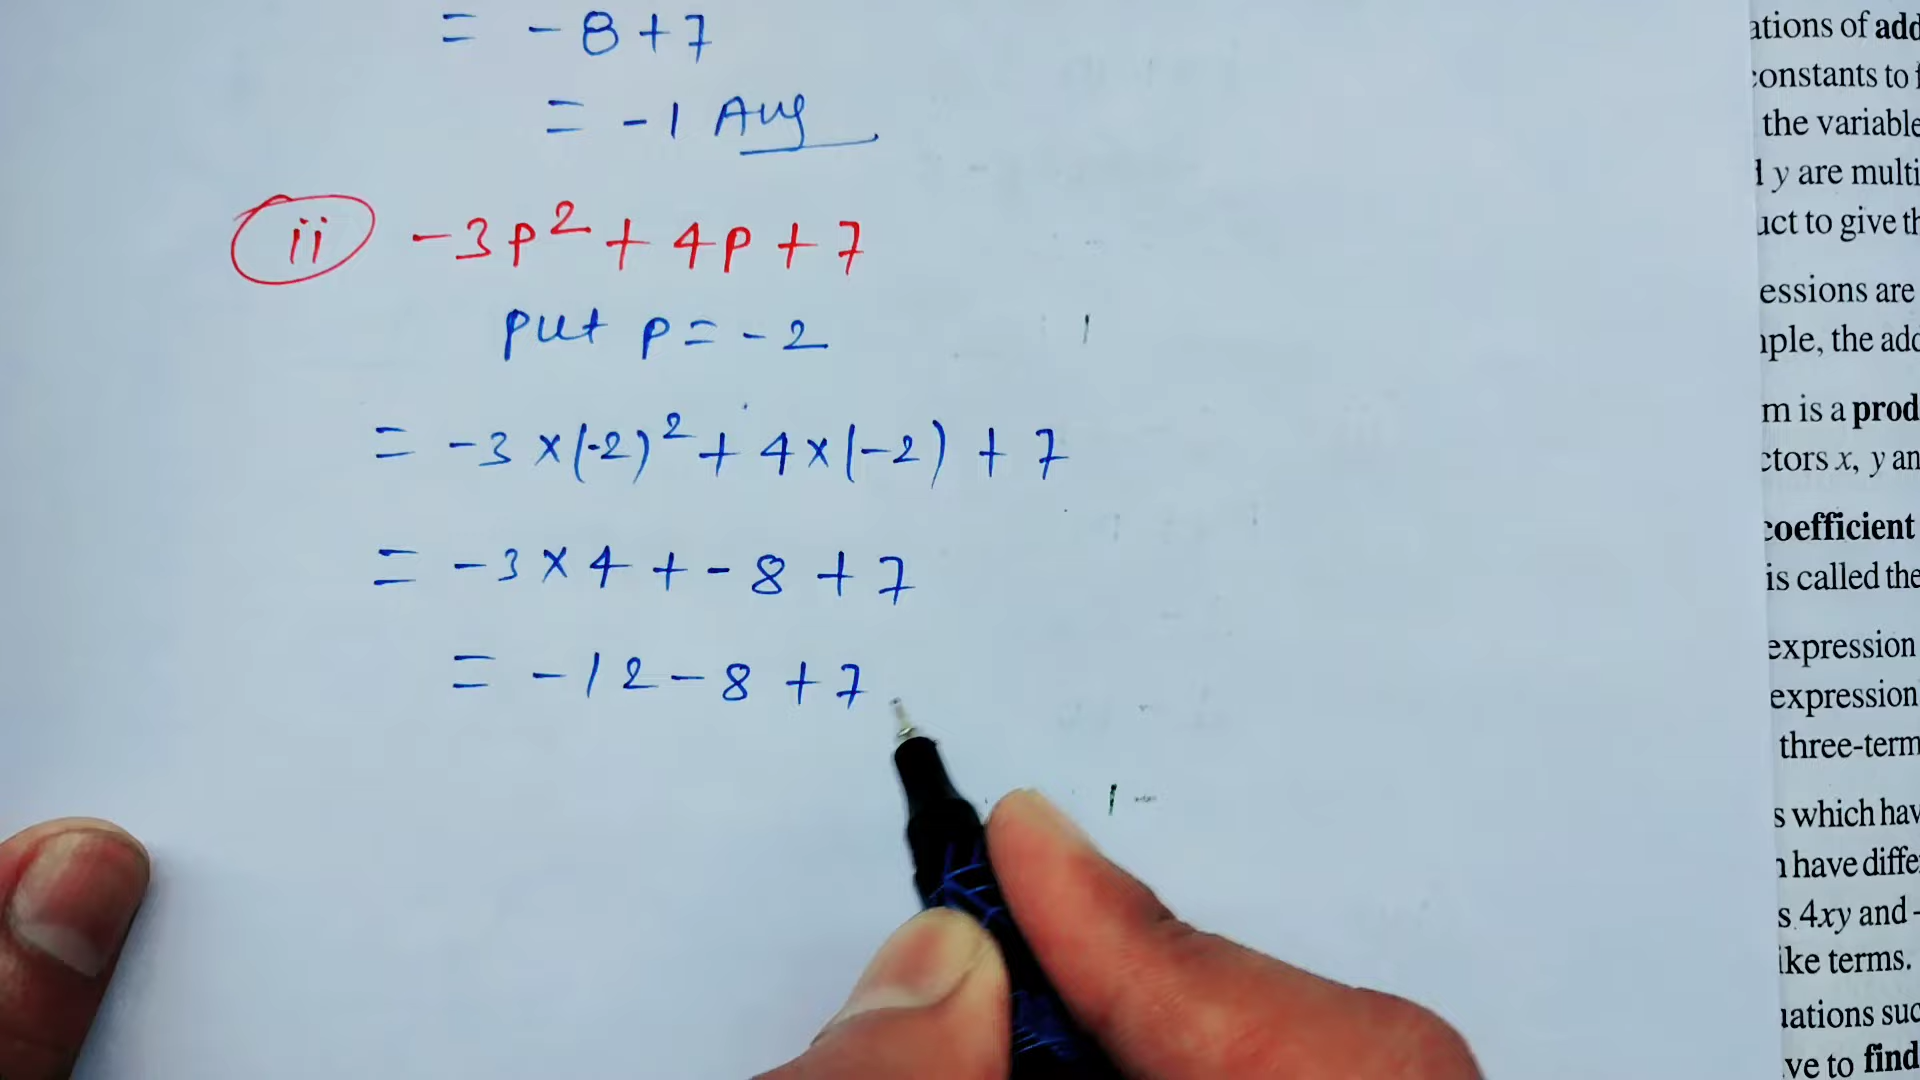 = -8+7
= -1 Ans
ii -3p²+4p+7
put p=-2
= -3×(-2)²+4×(-2)+7
= -3×4+-8+7
= -12-8+7
ations of add
constants to
the variable
y are multi
uct to give th
essions are
ple, the add
m is a prod
ctors x, y an
coefficient
is called the
expression
expression
three-term
s which hav
have diffe
s 4xy and -
ike terms.
uations suc
ve to find